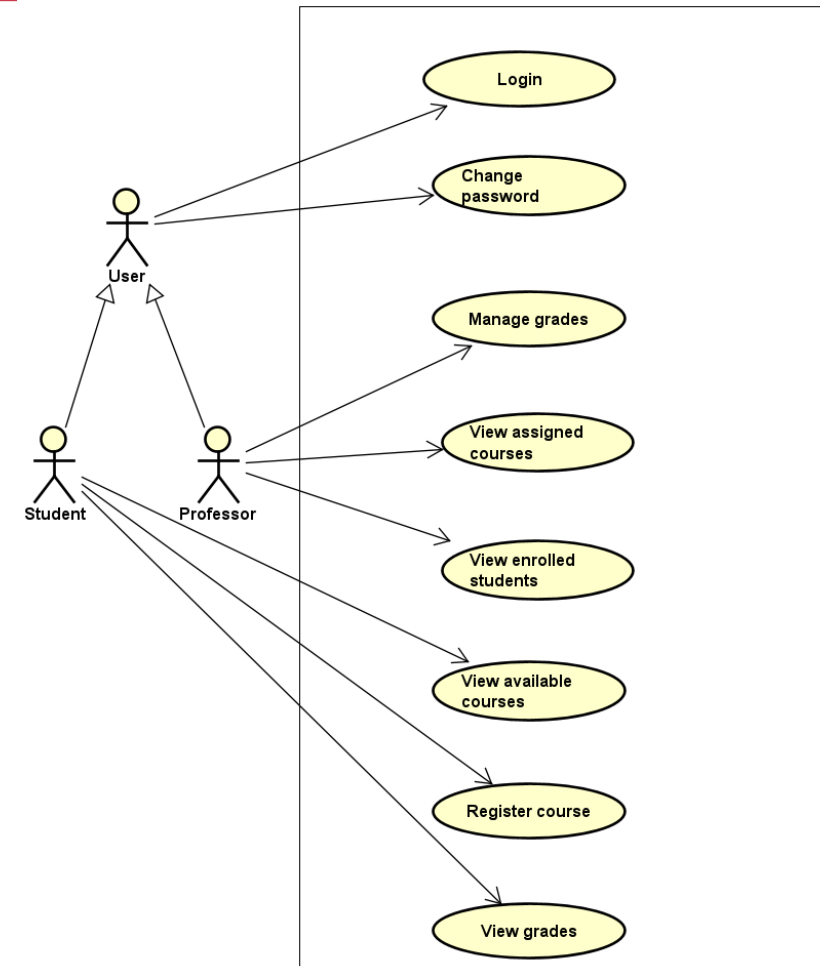 Login
Change
password
User
Manage grades
View assigned
courses
Student
Professor
View enrolled
students
View available
courses
Register course
View grades